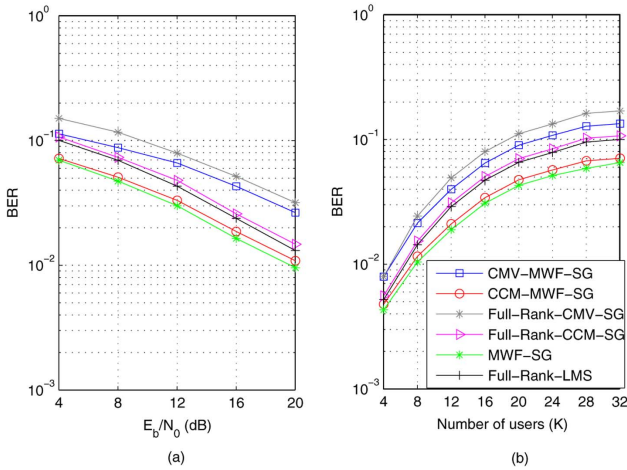 10^0
10^-1
10^-2
10^-3
BER
4 8 12 16 20
E_b/N_0 (dB)
(a)
10^0
10^-1
10^-2
10^-3
BER
CMV-MWF-SG
CCM-MWF-SG
Full-Rank-CMV-SG
Full-Rank-CCM-SG
MWF-SG
Full-Rank-LMS
4 8 12 16 20 24 28 32
Number of users (K)
(b)